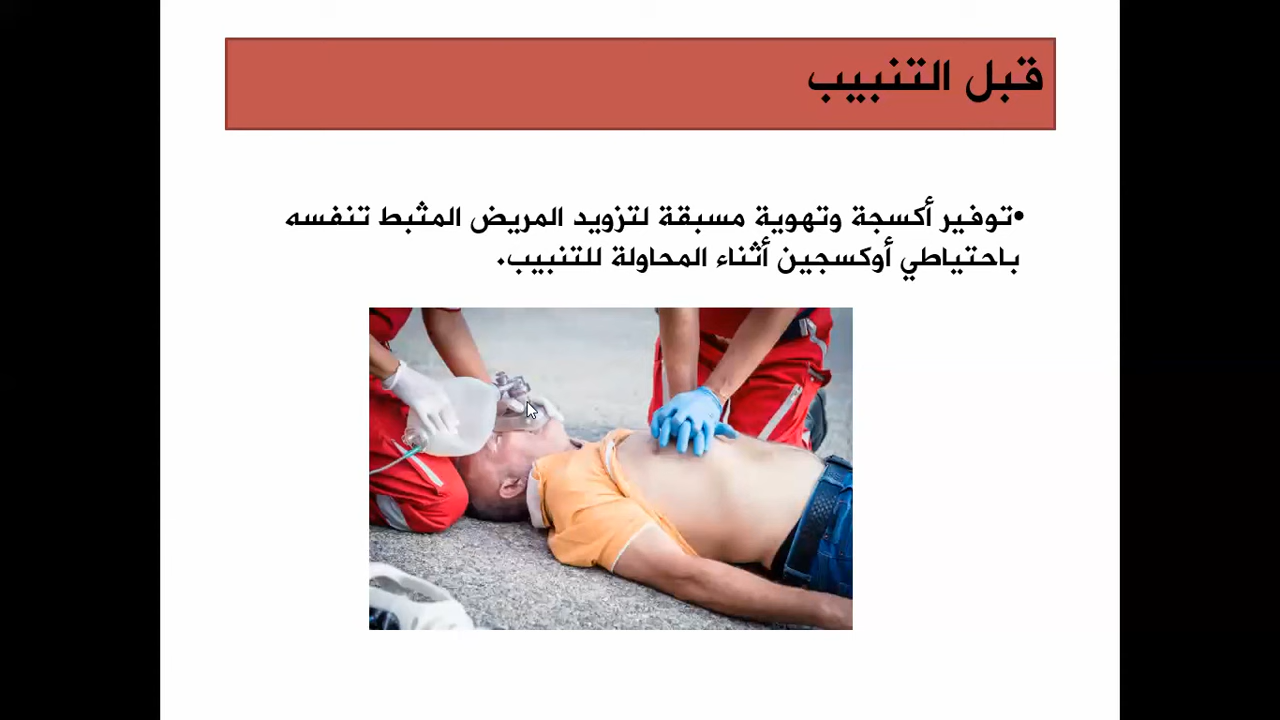 قبل التنبيب
•توفير أكسجة وتهوية مسبقة لتزويد المريض المثبط تنفسه
باحتياطي أوكسجين أثناء المحاولة للتنبيب.